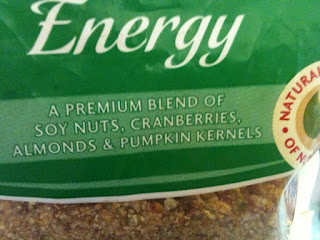 Energy
A PREMIUM BLEND OF
SOY NUTS, CRANBERRIES,
ALMONDS & PUMPKIN KERNELS